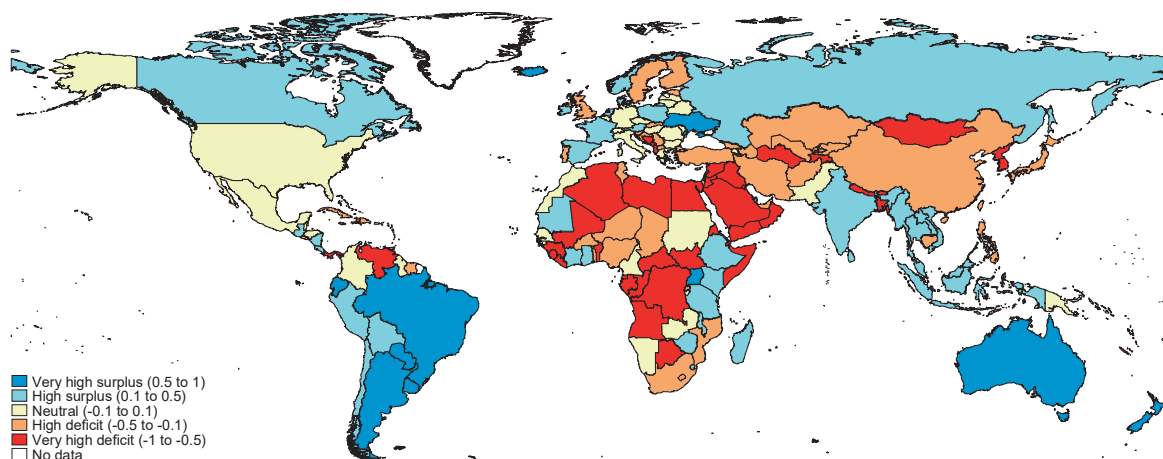 Very high surplus (0.5 to 1)
High surplus (0.1 to 0.5)
Neutral (-0.1 to 0.1)
High deficit (-0.5 to -0.1)
Very high deficit (-1 to -0.5)
No data